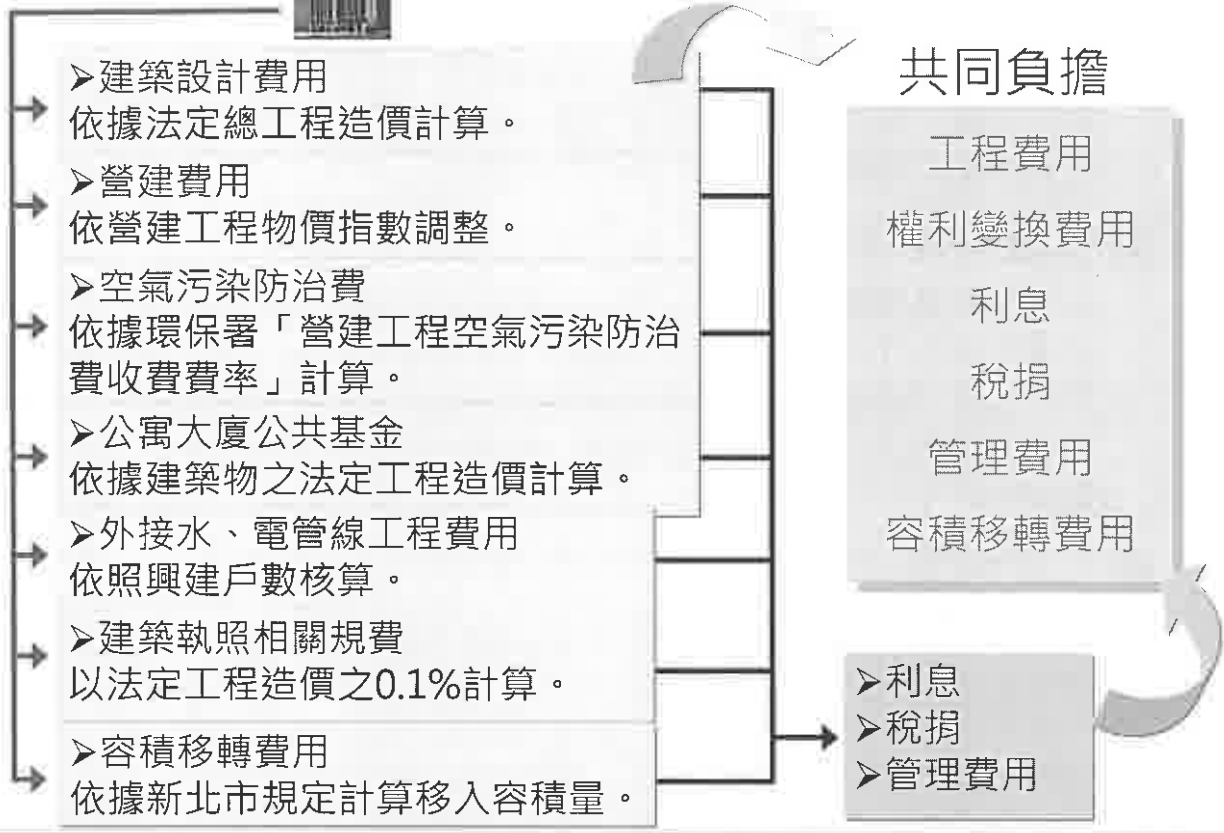 ➢建築設計費用
依據法定總工程造價計算。
➢營建費用
依營建工程物價指數調整。
➢空氣污染防治費
依據環保署「營建工程空氣污染防治
費收費費率」計算。
➢公寓大廈公共基金
依據建築物之法定工程造價計算。
➢外接水、電管線工程費用
依照興建戶數核算。
➢建築執照相關規費
以法定工程造價之0.1%計算。
➢容積移轉費用
依據新北市規定計算移入容積量。
共同負擔
工程費用
權利變換費用
利息
稅捐
管理費用
容積移轉費用
➢利息
➢稅捐
➢管理費用